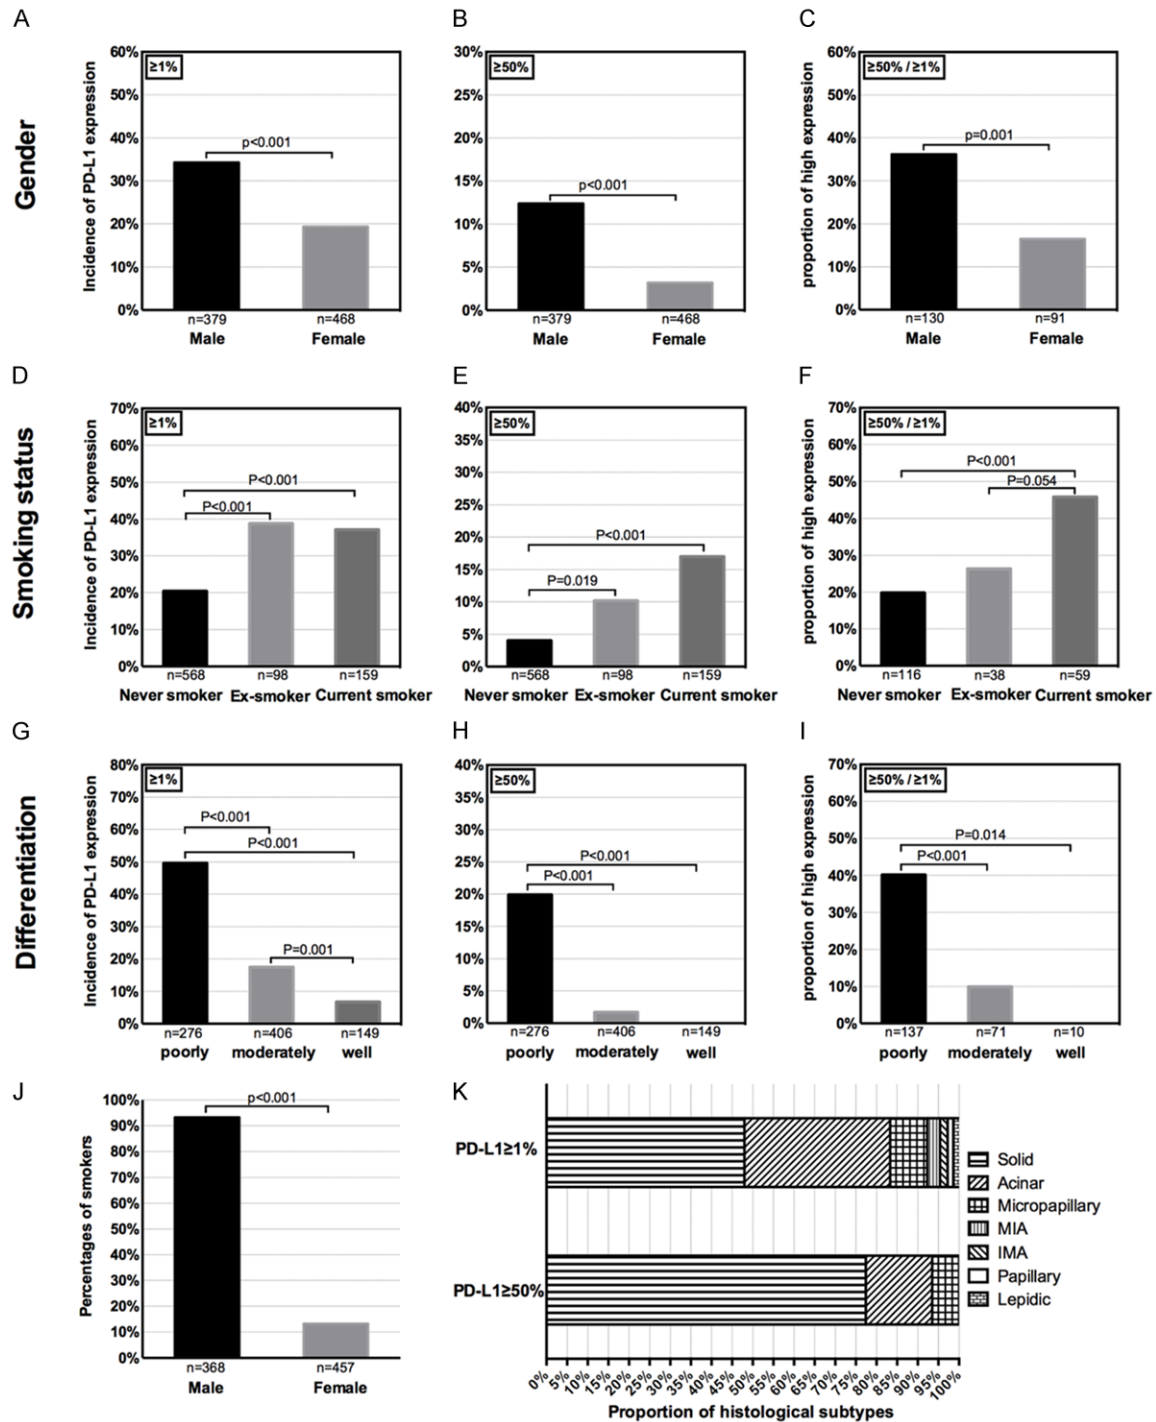 A
B
C
Gender
Incidence of PD-L1 expression
60%
50%
40%
30%
20%
10%
0%
≥1%
p<0.001
n=379
n=468
Male
Female
30%
25%
20%
15%
10%
5%
0%
≥50%
p<0.001
n=379
n=468
Male
Female
proportion of high expression
60%
50%
40%
30%
20%
10%
0%
≥50% / ≥1%
p=0.001
n=130
n=91
Male
Female
D
E
F
Smoking status
Incidence of PD-L1 expression
70%
60%
50%
40%
30%
20%
10%
0%
≥1%
P<0.001
P<0.001
n=568
n=98
n=159
Never smoker
Ex-smoker
Current smoker
40%
35%
30%
25%
20%
15%
10%
5%
0%
≥50%
P<0.001
P=0.019
n=568
n=98
n=159
Never smoker
Ex-smoker
Current smoker
proportion of high expression
70%
60%
50%
40%
30%
20%
10%
0%
≥50% / ≥1%
P<0.001
P=0.054
n=116
n=38
n=59
Never smoker
Ex-smoker
Current smoker
G
H
I
Differentiation
Incidence of PD-L1 expression
80%
70%
60%
50%
40%
30%
20%
10%
0%
≥1%
P<0.001
P<0.001
P=0.001
n=276
n=406
n=149
poorly
moderately
well
40%
35%
30%
25%
20%
15%
10%
5%
0%
≥50%
P<0.001
P<0.001
n=276
n=406
n=149
poorly
moderately
well
proportion of high expression
70%
60%
50%
40%
30%
20%
10%
0%
≥50% / ≥1%
P=0.014
P<0.001
n=137
n=71
n=10
poorly
moderately
well
J
K
Percentages of smokers
100%
90%
80%
70%
60%
50%
40%
30%
20%
10%
0%
p<0.001
n=368
n=457
Male
Female
PD-L1≥1%
PD-L1≥50%
Solid
Acinar
Micropapillary
MIA
IMA
Papillary
Lepidic
0%
5%
10%
15%
20%
25%
30%
35%
40%
45%
50%
55%
60%
65%
70%
75%
80%
85%
90%
95%
100%
Proportion of histological subtypes